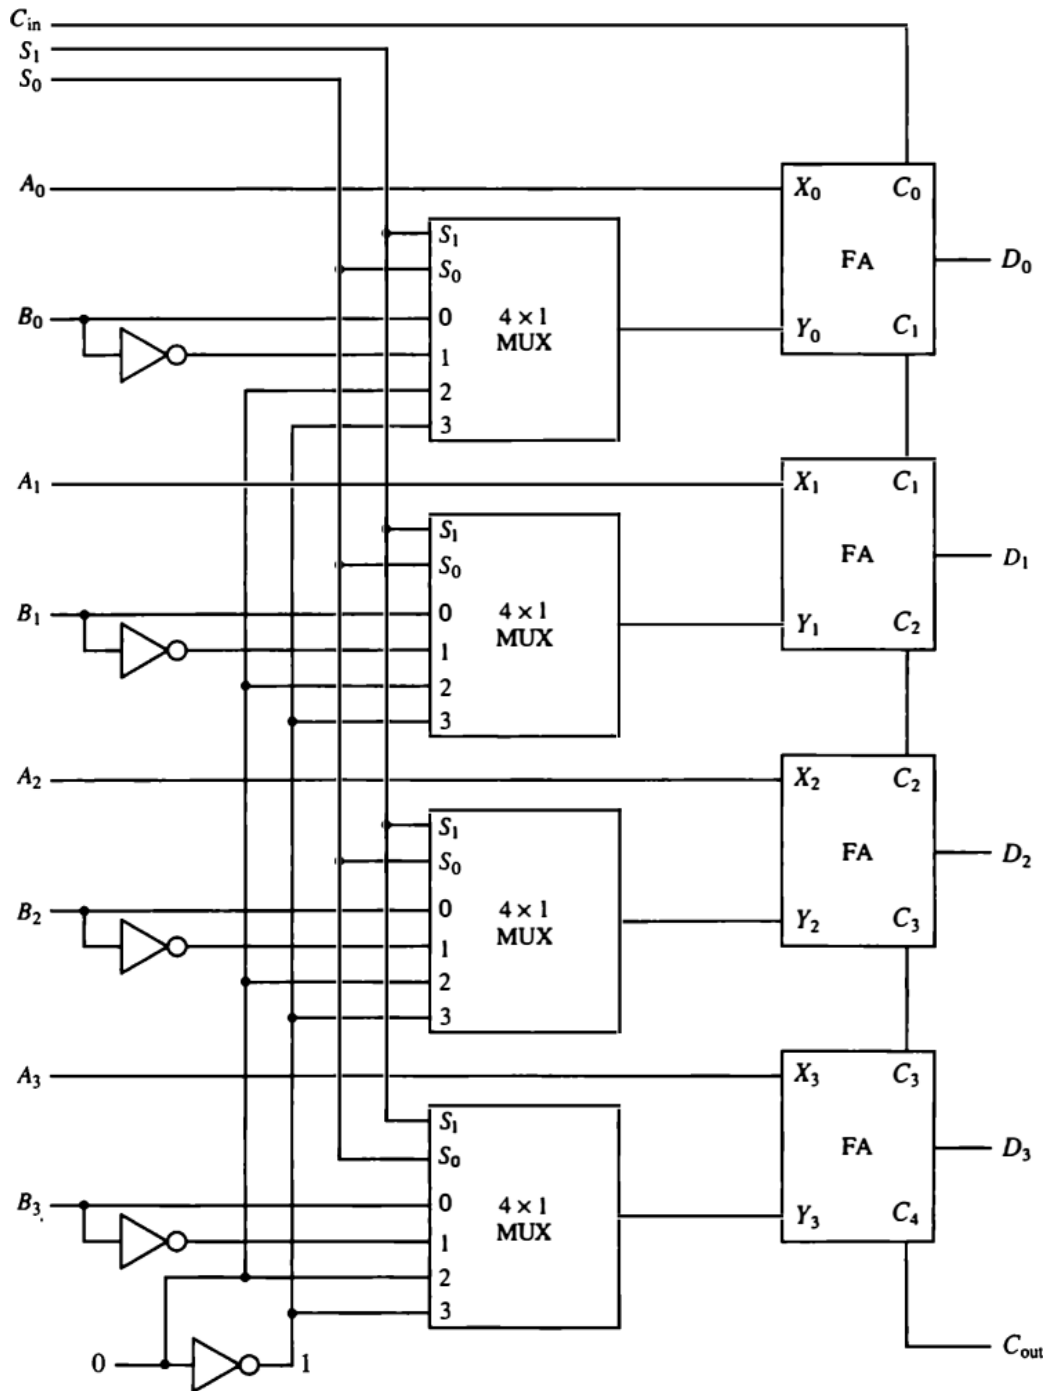 C_in
S_1
S_0
A_0
X_0 C_0
S_1
S_0
FA
D_0
B_0
0
4 × 1
MUX
Y_0 C_1
1
2
3
A_1
X_1 C_1
S_1
S_0
FA
D_1
B_1
0
4 × 1
MUX
Y_1 C_2
1
2
3
A_2
X_2 C_2
S_1
S_0
FA
D_2
B_2
0
4 × 1
MUX
Y_2 C_3
1
2
3
A_3
X_3 C_3
S_1
S_0
FA
D_3
B_3
0
4 × 1
MUX
Y_3 C_4
1
2
3
0 1
C_out